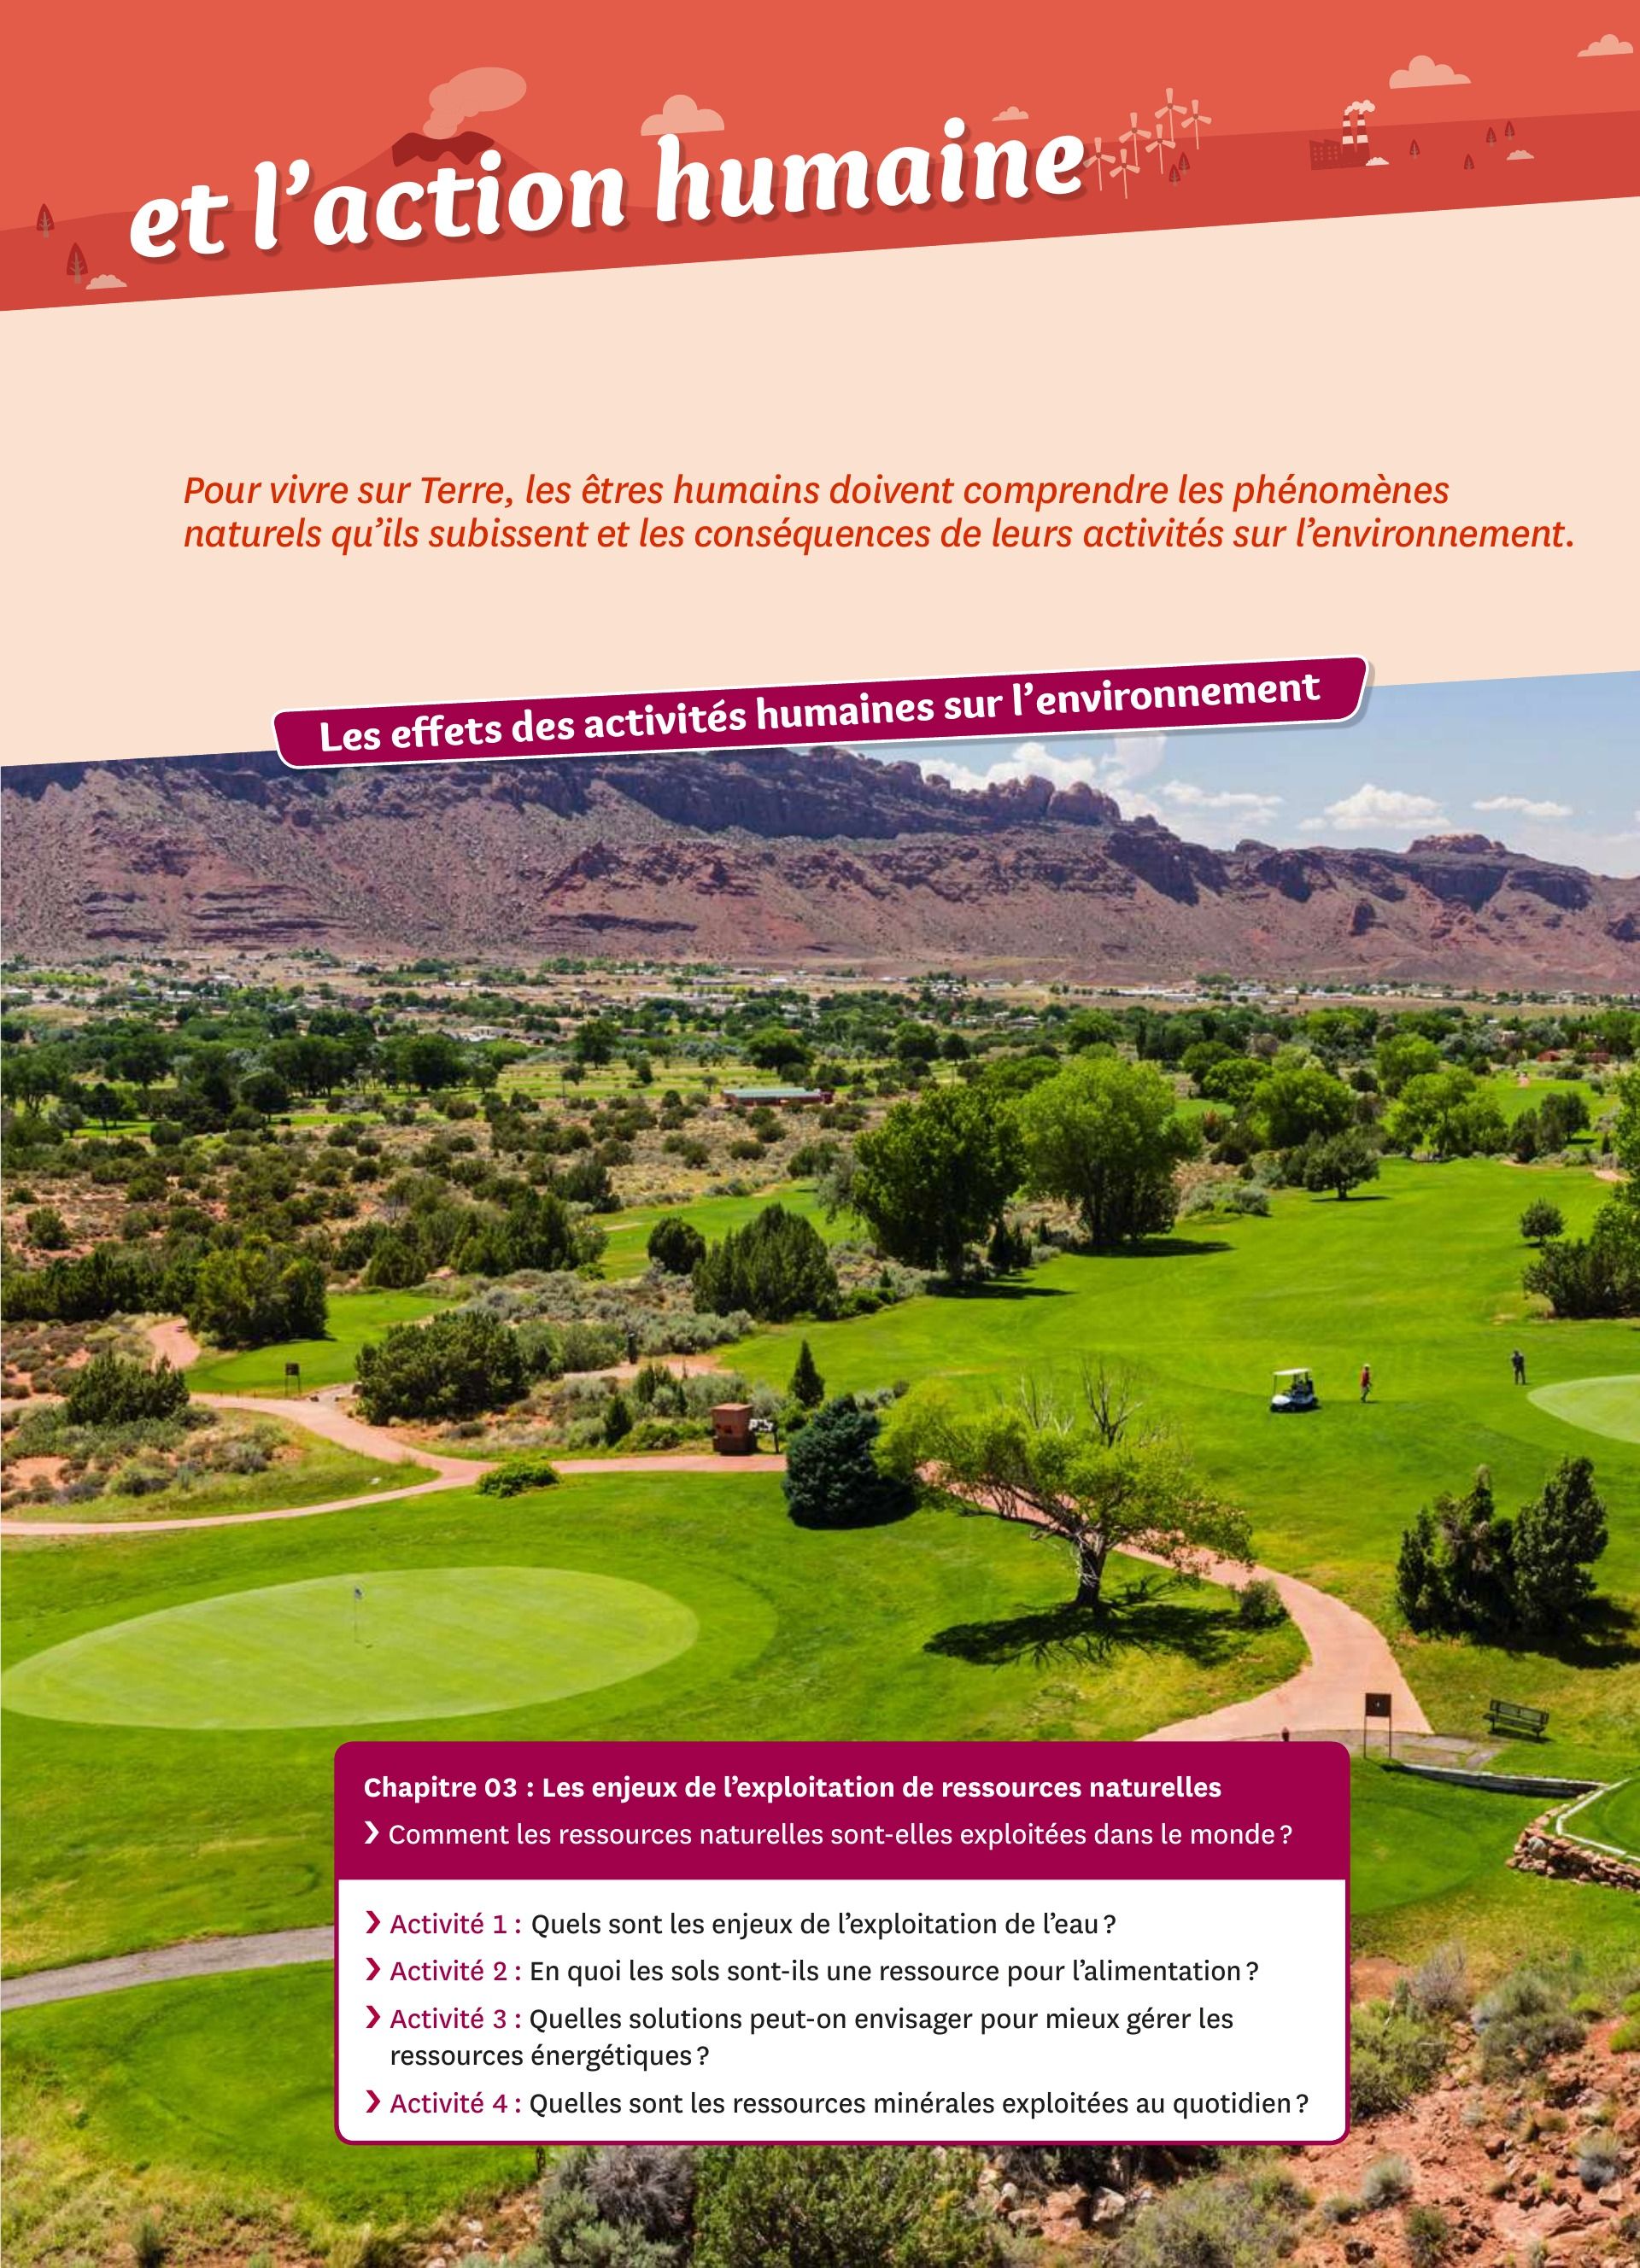 et l’action humaine
Pour vivre sur Terre, les êtres humains doivent comprendre les phénomènes
naturels qu’ils subissent et les conséquences de leurs activités sur l’environnement.
Les effets des activités humaines sur l’environnement
Chapitre 03 : Les enjeux de l’exploitation de ressources naturelles
❯ Comment les ressources naturelles sont-elles exploitées dans le monde ?
❯ Activité 1 : Quels sont les enjeux de l’exploitation de l’eau ?
❯ Activité 2 : En quoi les sols sont-ils une ressource pour l’alimentation ?
❯ Activité 3 : Quelles solutions peut-on envisager pour mieux gérer les
ressources énergétiques ?
❯ Activité 4 : Quelles sont les ressources minérales exploitées au quotidien ?